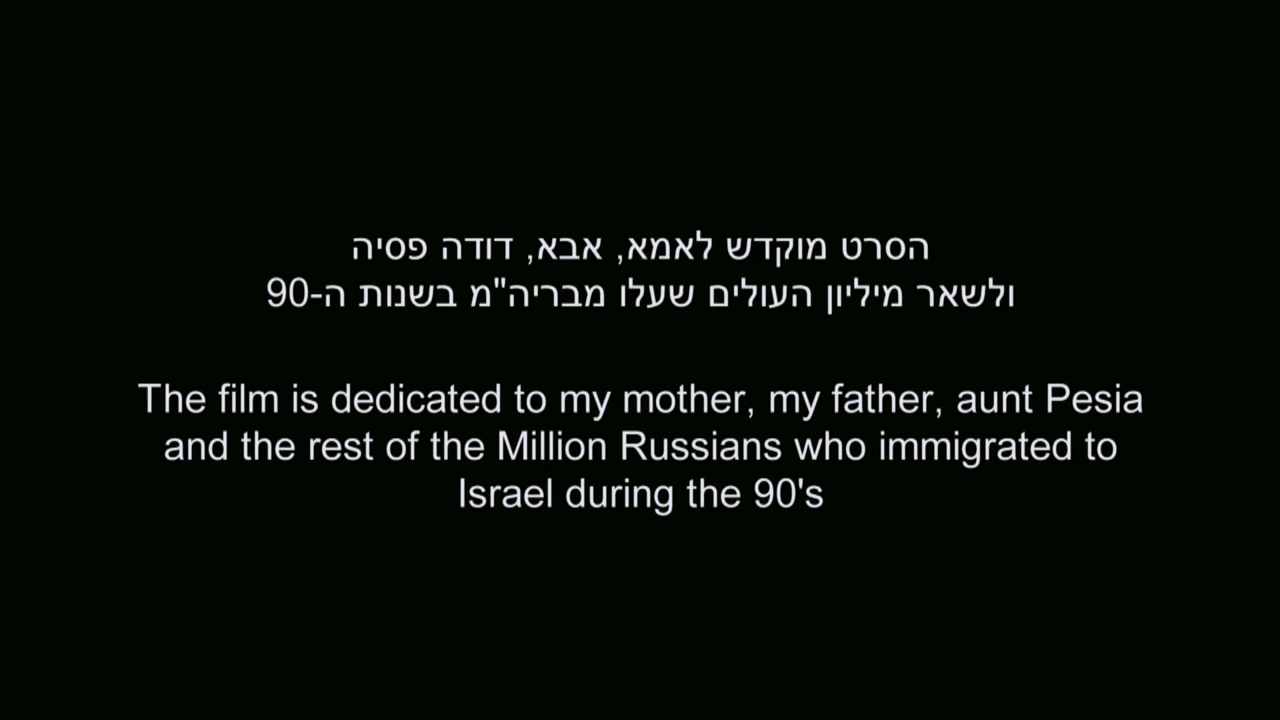 הסרט מוקדש לאמא, אבא, דודה פסיה
ולשאר מיליון העולים שעלו מבריה"מ בשנות ה-90
The film is dedicated to my mother, my father, aunt Pesia
and the rest of the Million Russians who immigrated to
Israel during the 90's